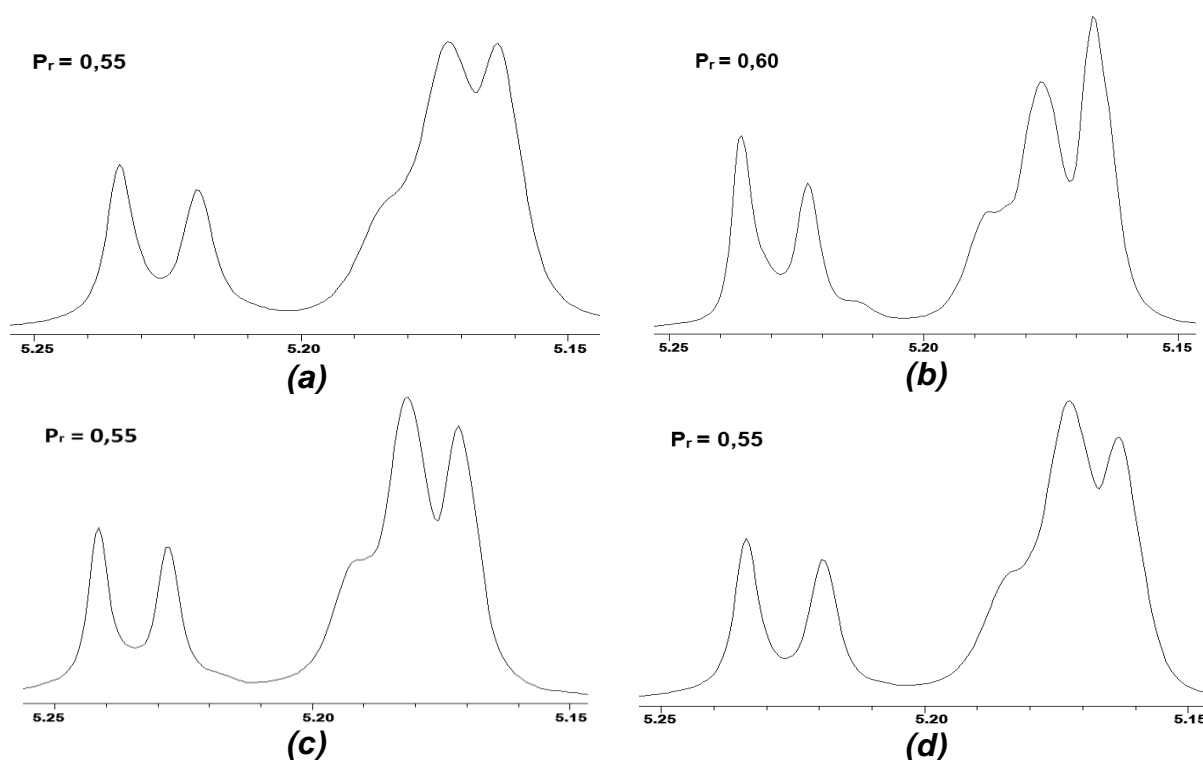 Pr = 0,55
5.25 5.20 5.15
(a)
Pr = 0,60
5.25 5.20 5.15
(b)
Pr = 0,55
5.25 5.20 5.15
(c)
Pr = 0,55
5.25 5.20 5.15
(d)